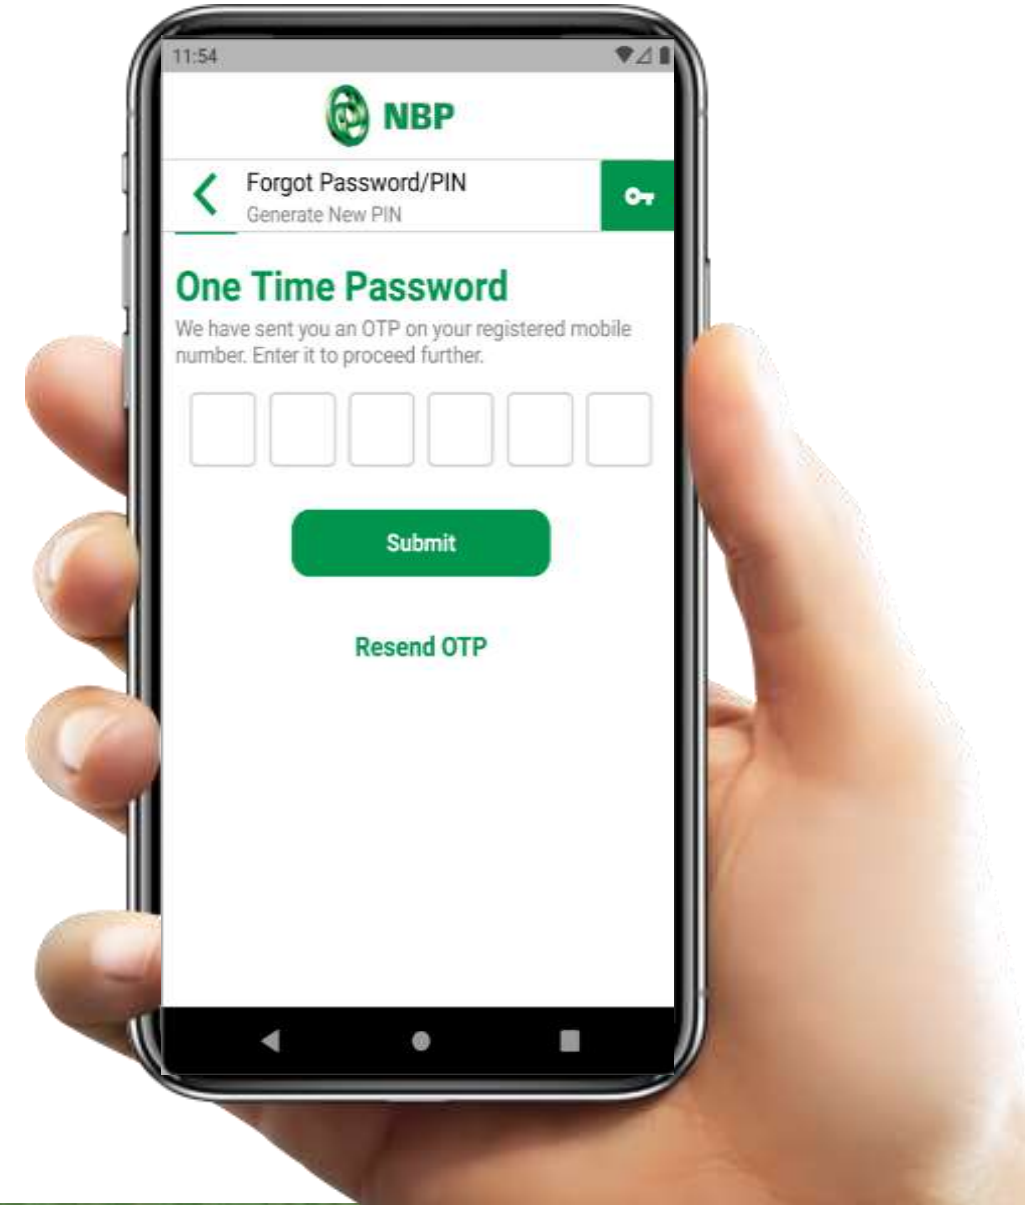 11:54
NBP
Forgot Password/PIN
Generate New PIN
One Time Password
We have sent you an OTP on your registered mobile
number. Enter it to proceed further.
Submit
Resend OTP